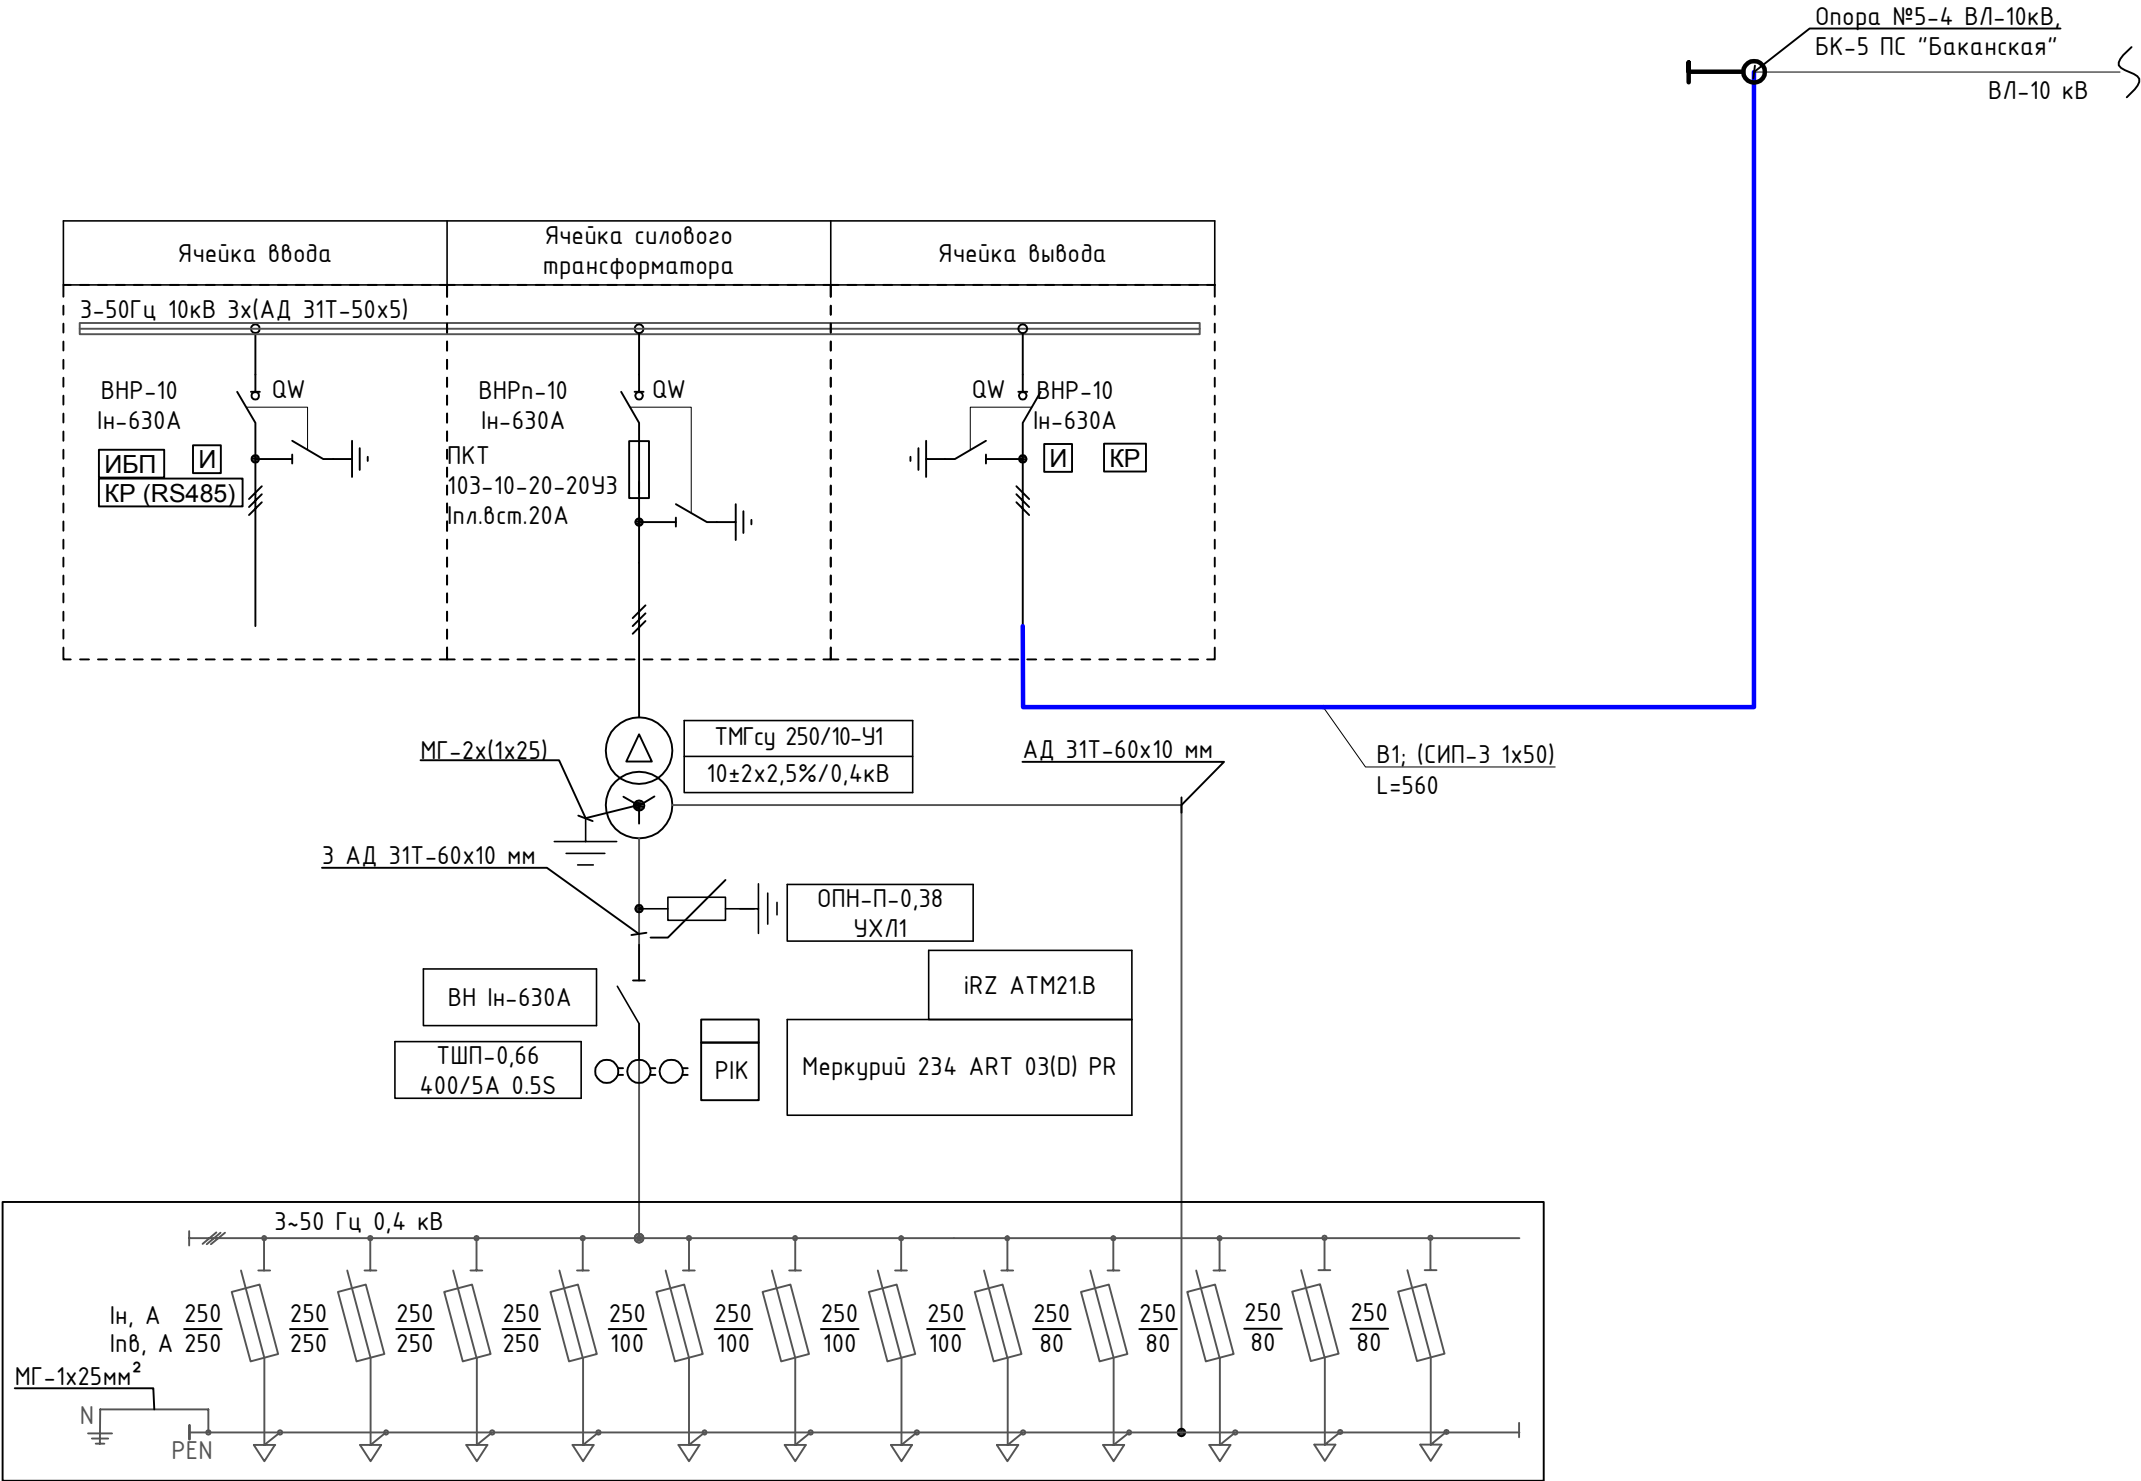 Опора №5-4 ВЛ-10кВ,
БК-5 ПС "Баканская"
ВЛ-10 кВ
Ячейка ввода
Ячейка силового
трансформатора
Ячейка вывода
3-50Гц 10кВ 3х(АД 31Т-50х5)
ВНР-10
Iн-630А
QW
ИБП
И
КР (RS485)
ВНРп-10
Iн-630А
QW
ПКТ
103-10-20-20У3
Iпл.вст.20А
QW
ВНР-10
Iн-630А
И
КР
МГ-2х(1х25)
ТМГсу 250/10-У1
10±2х2,5%/0,4кВ
АД 31Т-60х10 мм
В1; (СИП-3 1х50)
L=560
3 АД 31Т-60х10 мм
ОПН-П-0,38
УХЛ1
ВН Iн-630А
iRZ ATM21.B
ТШП-0,66
400/5А 0.5S
PIK
Меркурий 234 ART 03(D) PR
3~50 Гц 0,4 кВ
Iн, А 250 250 250 250 250 250 250 250 250 250 250 250
Iпв, А 250 250 250 250 100 100 100 100 80 80 80 80
МГ-1х25мм²
N
PEN